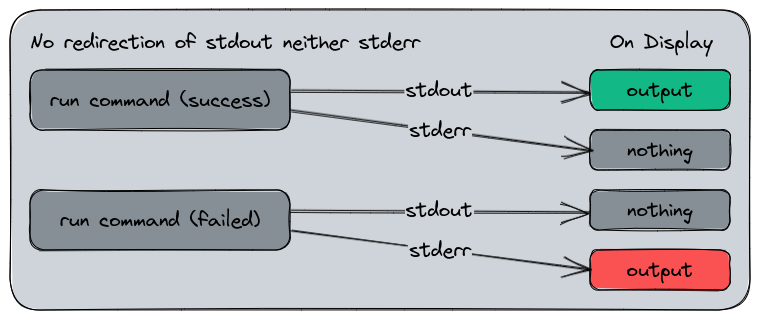 No redirection of stdout neither stderr
On Display
run command (success)
stdout
output
stderr
nothing
run command (failed)
stdout
nothing
stderr
output